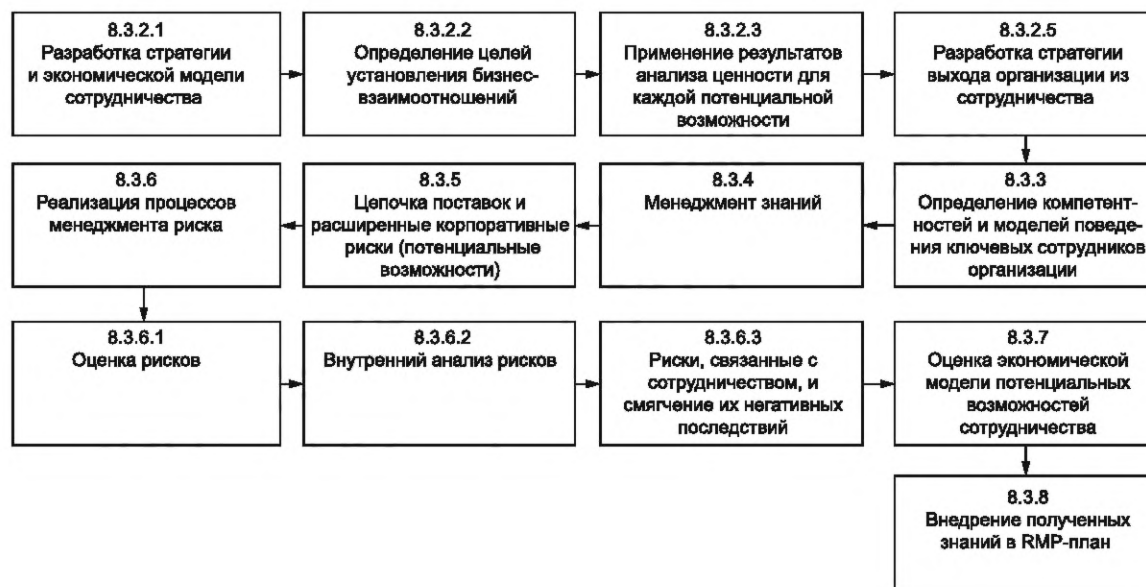 8.3.2.1
Разработка стратегии
и экономической модели
сотрудничества
8.3.2.2
Определение целей
установления бизнес-
взаимоотношений
8.3.2.3
Применение результатов
анализа ценности для
каждой потенциальной
возможности
8.3.2.5
Разработка стратегии
выхода организации из
сотрудничества
8.3.6
Реализация процессов
менеджмента риска
8.3.5
Цепочка поставок и
расширенные корпоративные
риски (потенциальные
возможности)
8.3.4
Менеджмент знаний
8.3.3
Определение компетент-
ностей и моделей поведе-
ния ключевых сотрудников
организации
8.3.6.1
Оценка рисков
8.3.6.2
Внутренний анализ рисков
8.3.6.3
Риски, связанные с
сотрудничеством, и
смягчение их негативных
последствий
8.3.7
Оценка экономической
модели потенциальных
возможностей
сотрудничества
8.3.8
Внедрение полученных
знаний в RMP-план